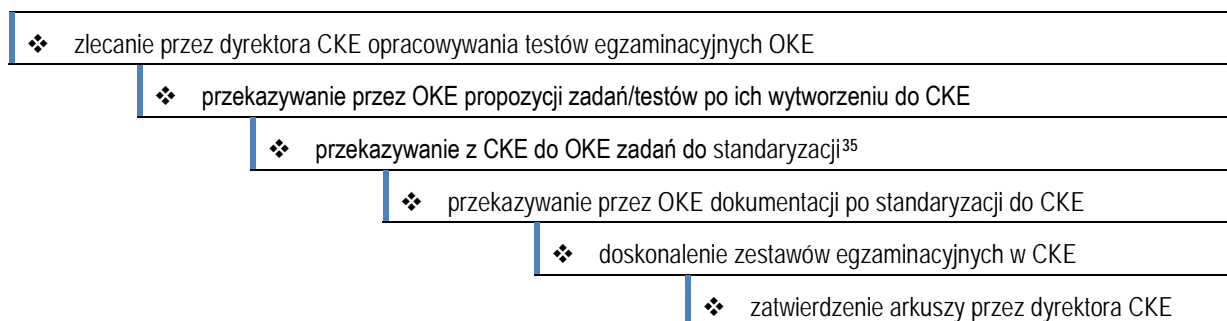 ❖ zlecanie przez dyrektora CKE opracowywania testów egzaminacyjnych OKE
❖ przekazywanie przez OKE propozycji zadań/testów po ich wytworzeniu do CKE
❖ przekazywanie z CKE do OKE zadań do standaryzacji³⁵
❖ przekazywanie przez OKE dokumentacji po standaryzacji do CKE
❖ doskonalenie zestawów egzaminacyjnych w CKE
❖ zatwierdzenie arkuszy przez dyrektora CKE